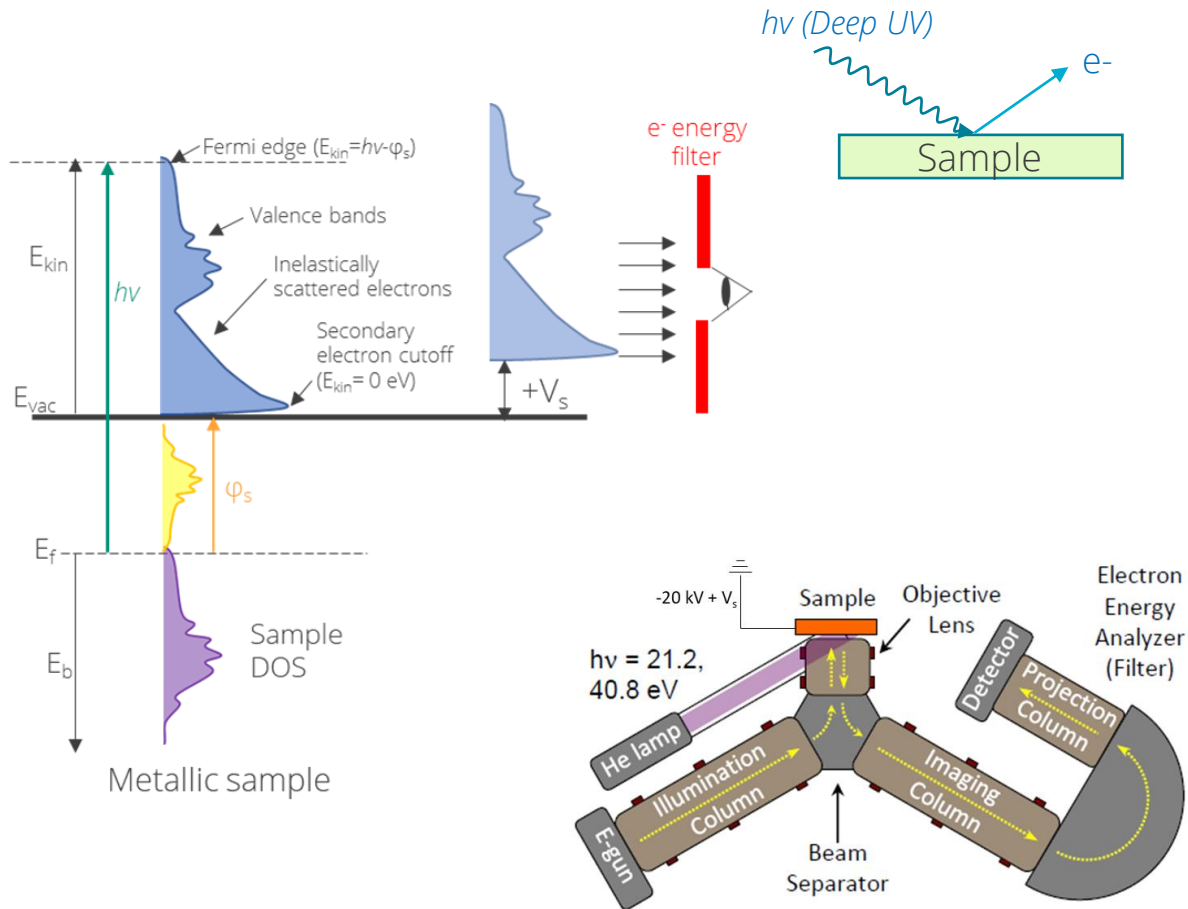 hν (Deep UV)
e-
Sample
Fermi edge (Eₖᵢₙ=hν-φₛ)
Valence bands
Inelastically
scattered electrons
Secondary
electron cutoff
(Eₖᵢₙ= 0 eV)
Eₖᵢₙ
hν
E_vac
φₛ
E_f
E_b
Sample
DOS
Metallic sample
+Vₛ
e⁻ energy
filter
-20 kV + Vₛ
Sample
Objective
Lens
Electron
Energy
Analyzer
(Filter)
hν = 21.2,
40.8 eV
He lamp
E-gun
Illumination
Column
Beam
Separator
Imaging
Column
Projection
Column
Detector